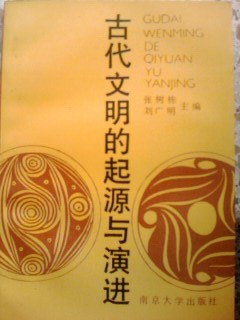 古代文明的起源与演进
GUDAI
WENMING
DE
QIYUAN
YU
YANJING
张树栋
刘广明
主编
南京大学出版社